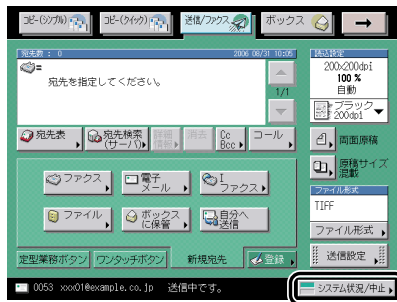 コピー(シンプル)
コピー(クイック)
送信/ファクス
ボックス
宛先数 : 0
2006 08/31 10:05
読込設定
宛先を指定してください。
1/1
200×200dpi
100 %
自動
ブラック
200dpi
宛先表
宛先検索
(サーバ)
詳細
情報
消去
Cc
Bcc
コール
両面原稿
原稿サイズ
混載
ファクス
電子
メール
I
ファクス
ファイル
ボックス
に保管
自分へ
送信
ファイル形式
TIFF
ファイル形式
定型業務ボタン
ワンタッチボタン
新規宛先
登録
送信設定
0053 xxx01@example.co.jp 送信中です。
システム状況/中止